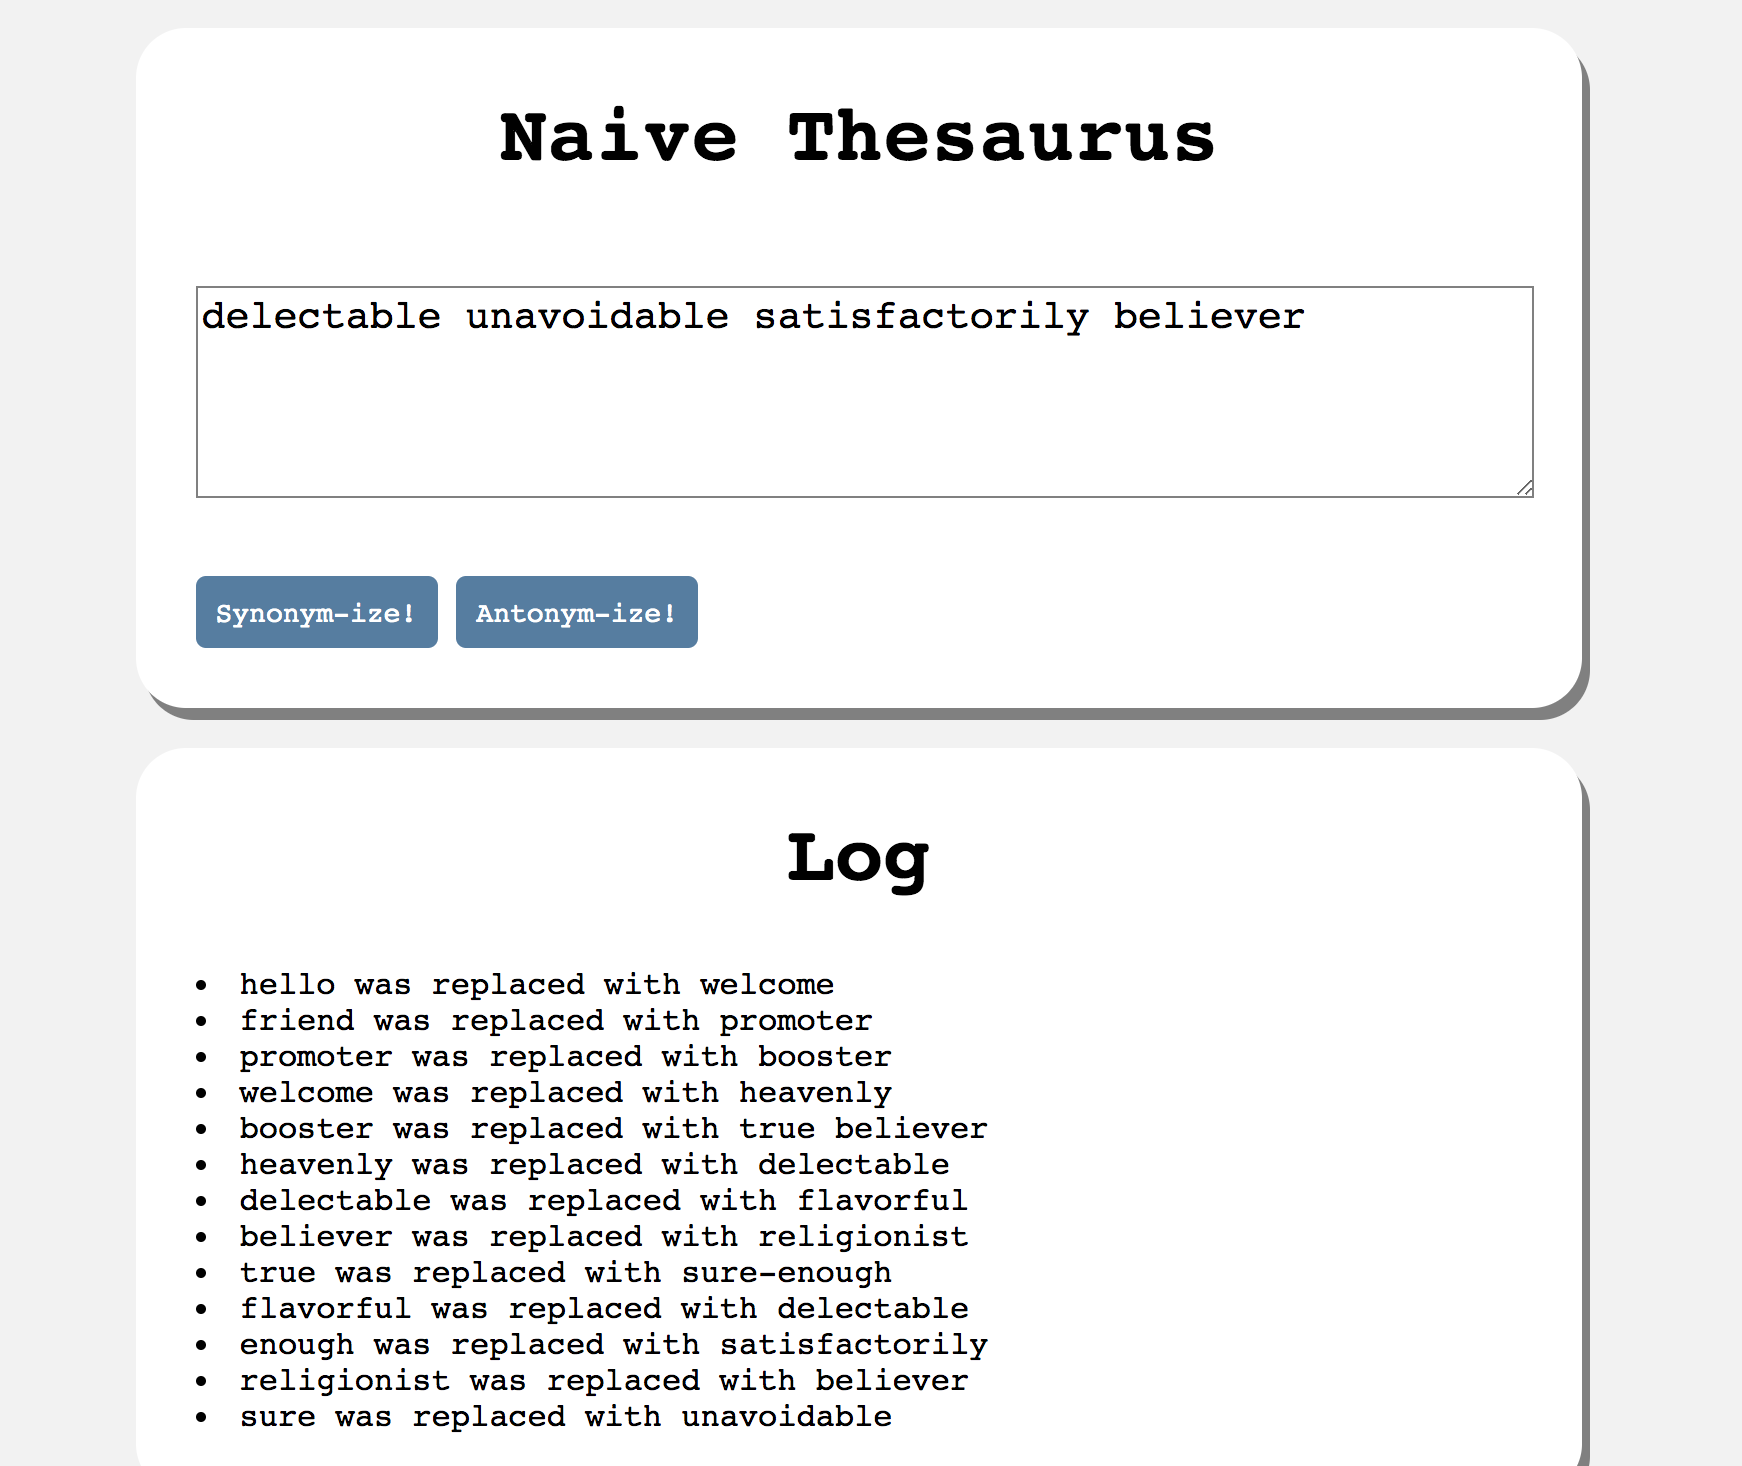 Naive Thesaurus
delectable unavoidable satisfactorily believer
Synonym-ize! Antonym-ize!
Log
hello was replaced with welcome
friend was replaced with promoter
promoter was replaced with booster
welcome was replaced with heavenly
booster was replaced with true believer
heavenly was replaced with delectable
delectable was replaced with flavorful
believer was replaced with religionist
true was replaced with sure-enough
flavorful was replaced with delectable
enough was replaced with satisfactorily
religionist was replaced with believer
sure was replaced with unavoidable